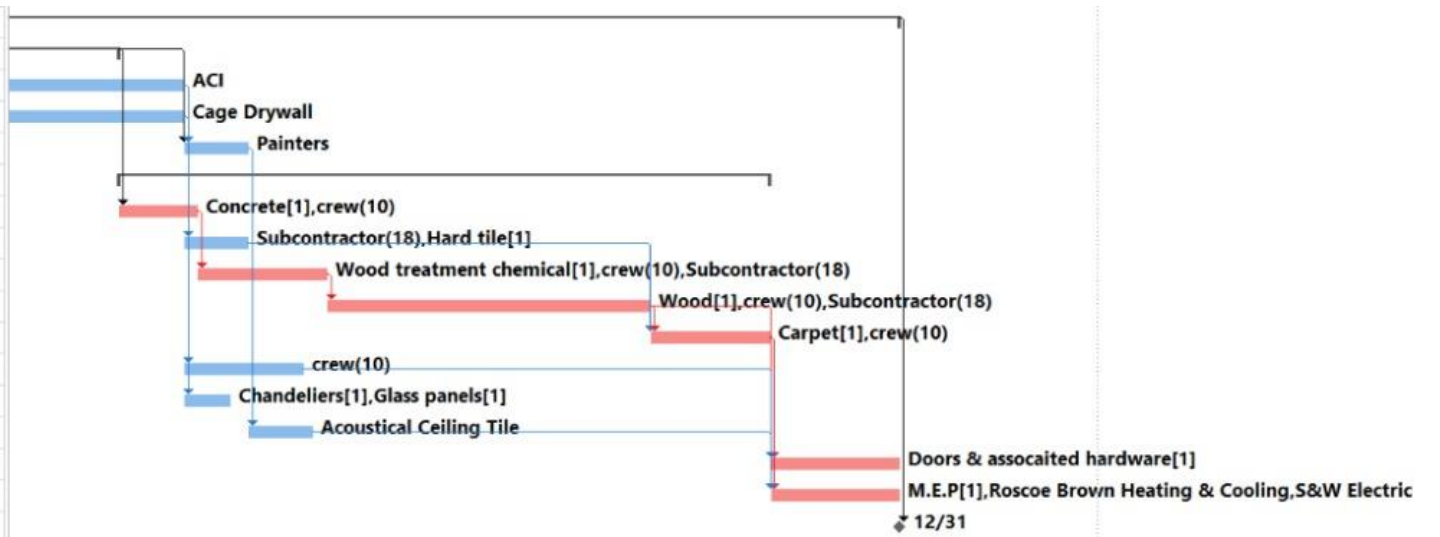 ACI
Cage Drywall
Painters
Concrete[1],crew(10)
Subcontractor(18),Hard tile[1]
Wood treatment chemical[1],crew(10),Subcontractor(18)
Wood[1],crew(10),Subcontractor(18)
Carpet[1],crew(10)
crew(10)
Chandeliers[1],Glass panels[1]
Acoustical Ceiling Tile
Doors & assocaited hardware[1]
M.E.P[1],Roscoe Brown Heating & Cooling,S&W Electric
12/31